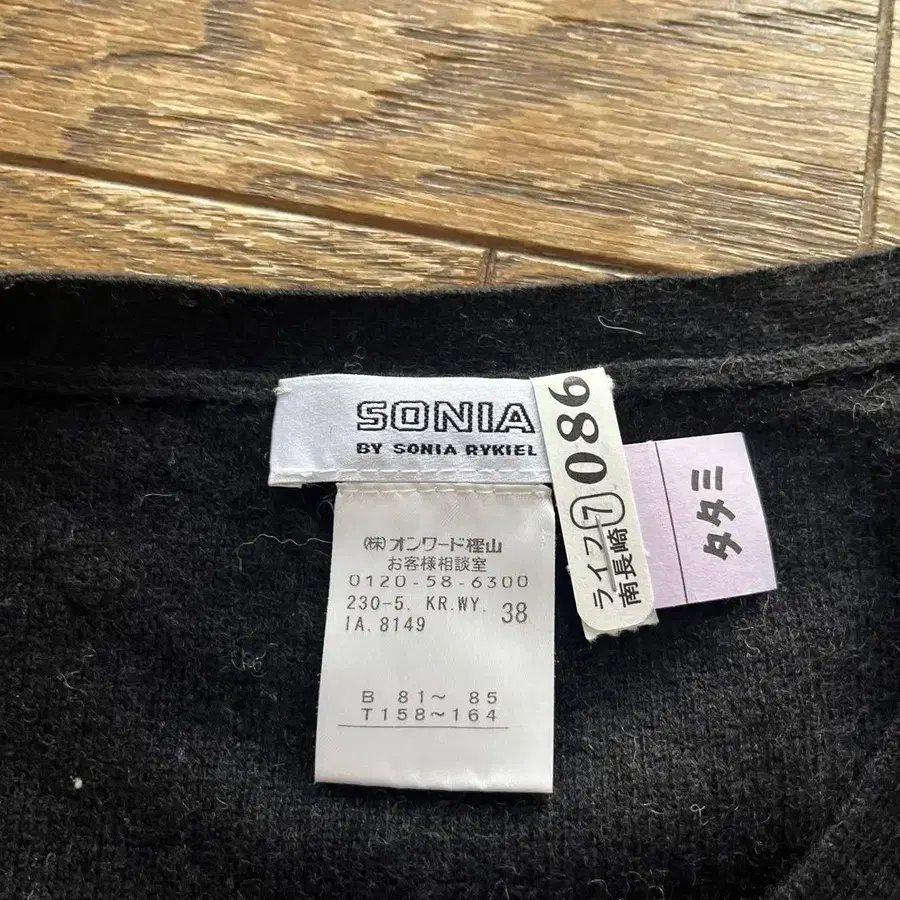 SONIA
BY SONIA RYKIEL
(株)オンワード樫山
お客様相談室
0120-58-6300
230-5. KR.WY. 38
IA.8149
B 81～ 85
T158～164
086
ライフ 7
南長崎
タタミ